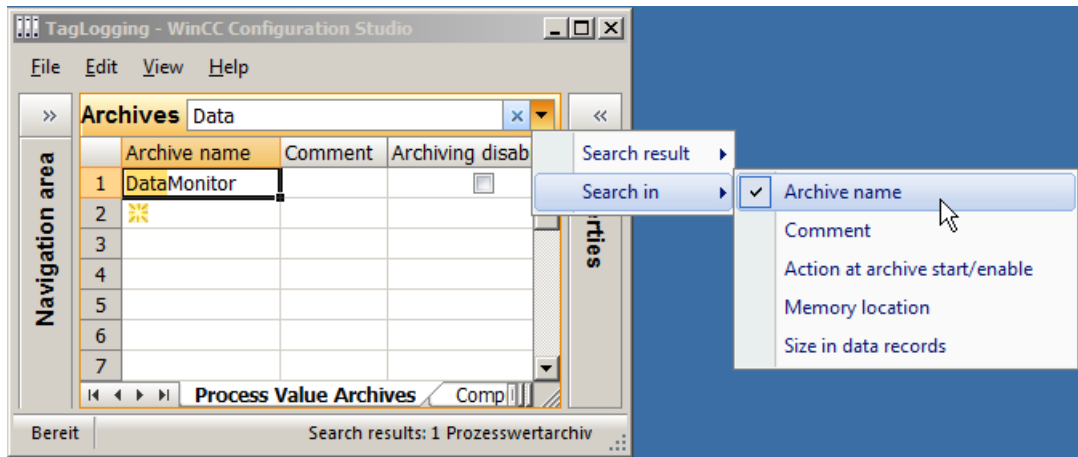 TagLogging - WinCC Configuration Studio
File Edit View Help
Archives Data
Archive name Comment Archiving disab
1 DataMonitor
2
3
4
5
6
7
Navigation area
erties
Process Value Archives Comp
Bereit Search results: 1 Prozesswertarchiv
Search result
Search in
Archive name
Comment
Action at archive start/enable
Memory location
Size in data records